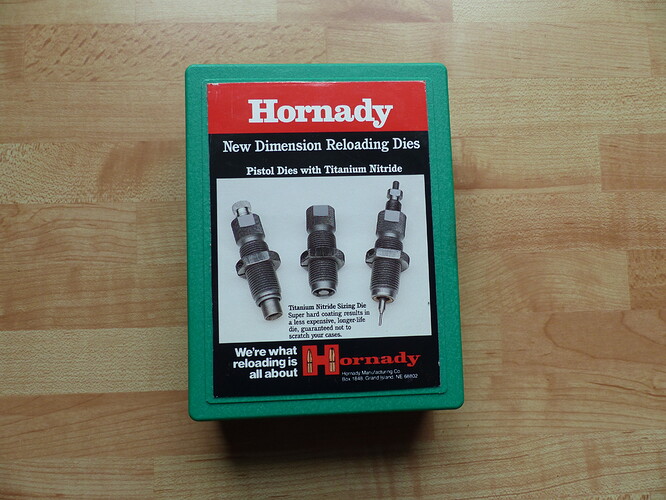 Hornady
New Dimension Reloading Dies
Pistol Dies with Titanium Nitride
Titanium Nitride Sizing Die
Super hard coating results is
a less expensive, longer-life
die, guaranteed not to
scratch your cases.
We're what
reloading is
all about
Hornady
Hornady Manufacturing Co.
Box 1848, Grand Island, NE 68802